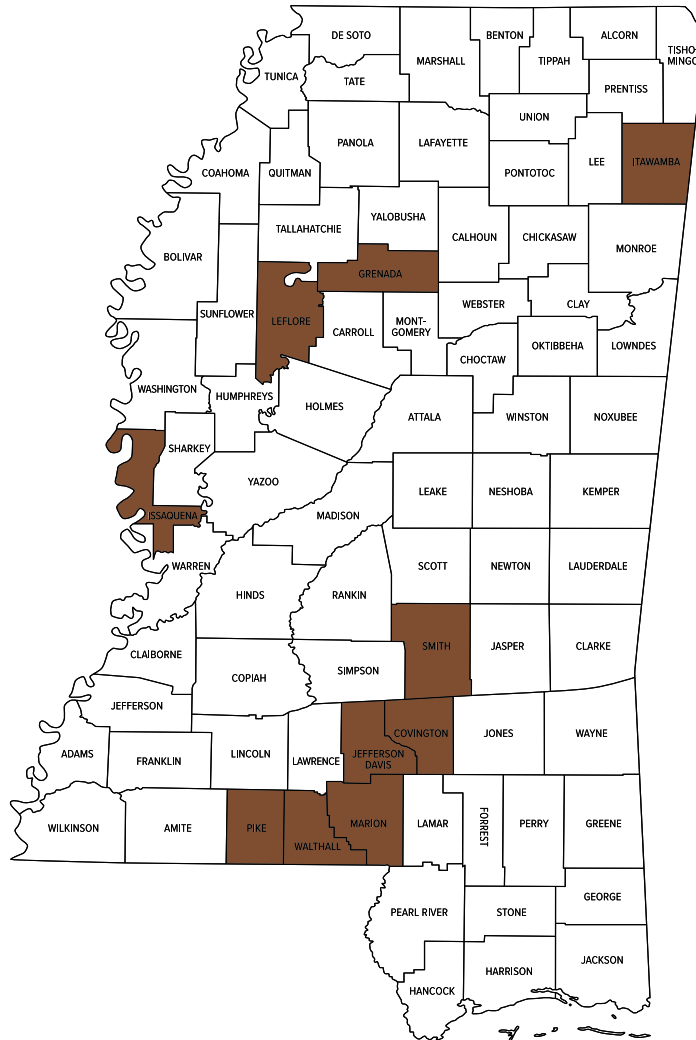 DE SOTO
BENTON
ALCORN
TISHO
MINGO
MARSHALL
TIPPAH
TUNICA
TATE
PRENTISS
UNION
PANOLA
LAFAYETTE
LEE
ITAWAMBA
COAHOMA
QUITMAN
PONTOTOC
TALLAHATCHIE
YALOBUSHA
CALHOUN
CHICKASAW
MONROE
BOLIVAR
GRENADA
WEBSTER
CLAY
SUNFLOWER
LEFLORE
CARROLL
MONT-
GOMERY
OKTIBBEHA
LOWNDES
CHOCTAW
WASHINGTON
HUMPHREYS
HOLMES
ATTALA
WINSTON
NOXUBEE
SHARKEY
YAZOO
LEAKE
NESHOBA
KEMPER
ISSAQUENA
MADISON
WARREN
SCOTT
NEWTON
LAUDERDALE
HINDS
RANKIN
CLAIBORNE
SMITH
JASPER
CLARKE
COPIAH
SIMPSON
JEFFERSON
COVINGTON
JONES
WAYNE
ADAMS
FRANKLIN
LINCOLN
LAWRENCE
JEFFERSON
DAVIS
WILKINSON
AMITE
PIKE
WALTHALL
MARION
LAMAR
FORREST
PERRY
GREENE
GEORGE
PEARL RIVER
STONE
JACKSON
HARRISON
HANCOCK